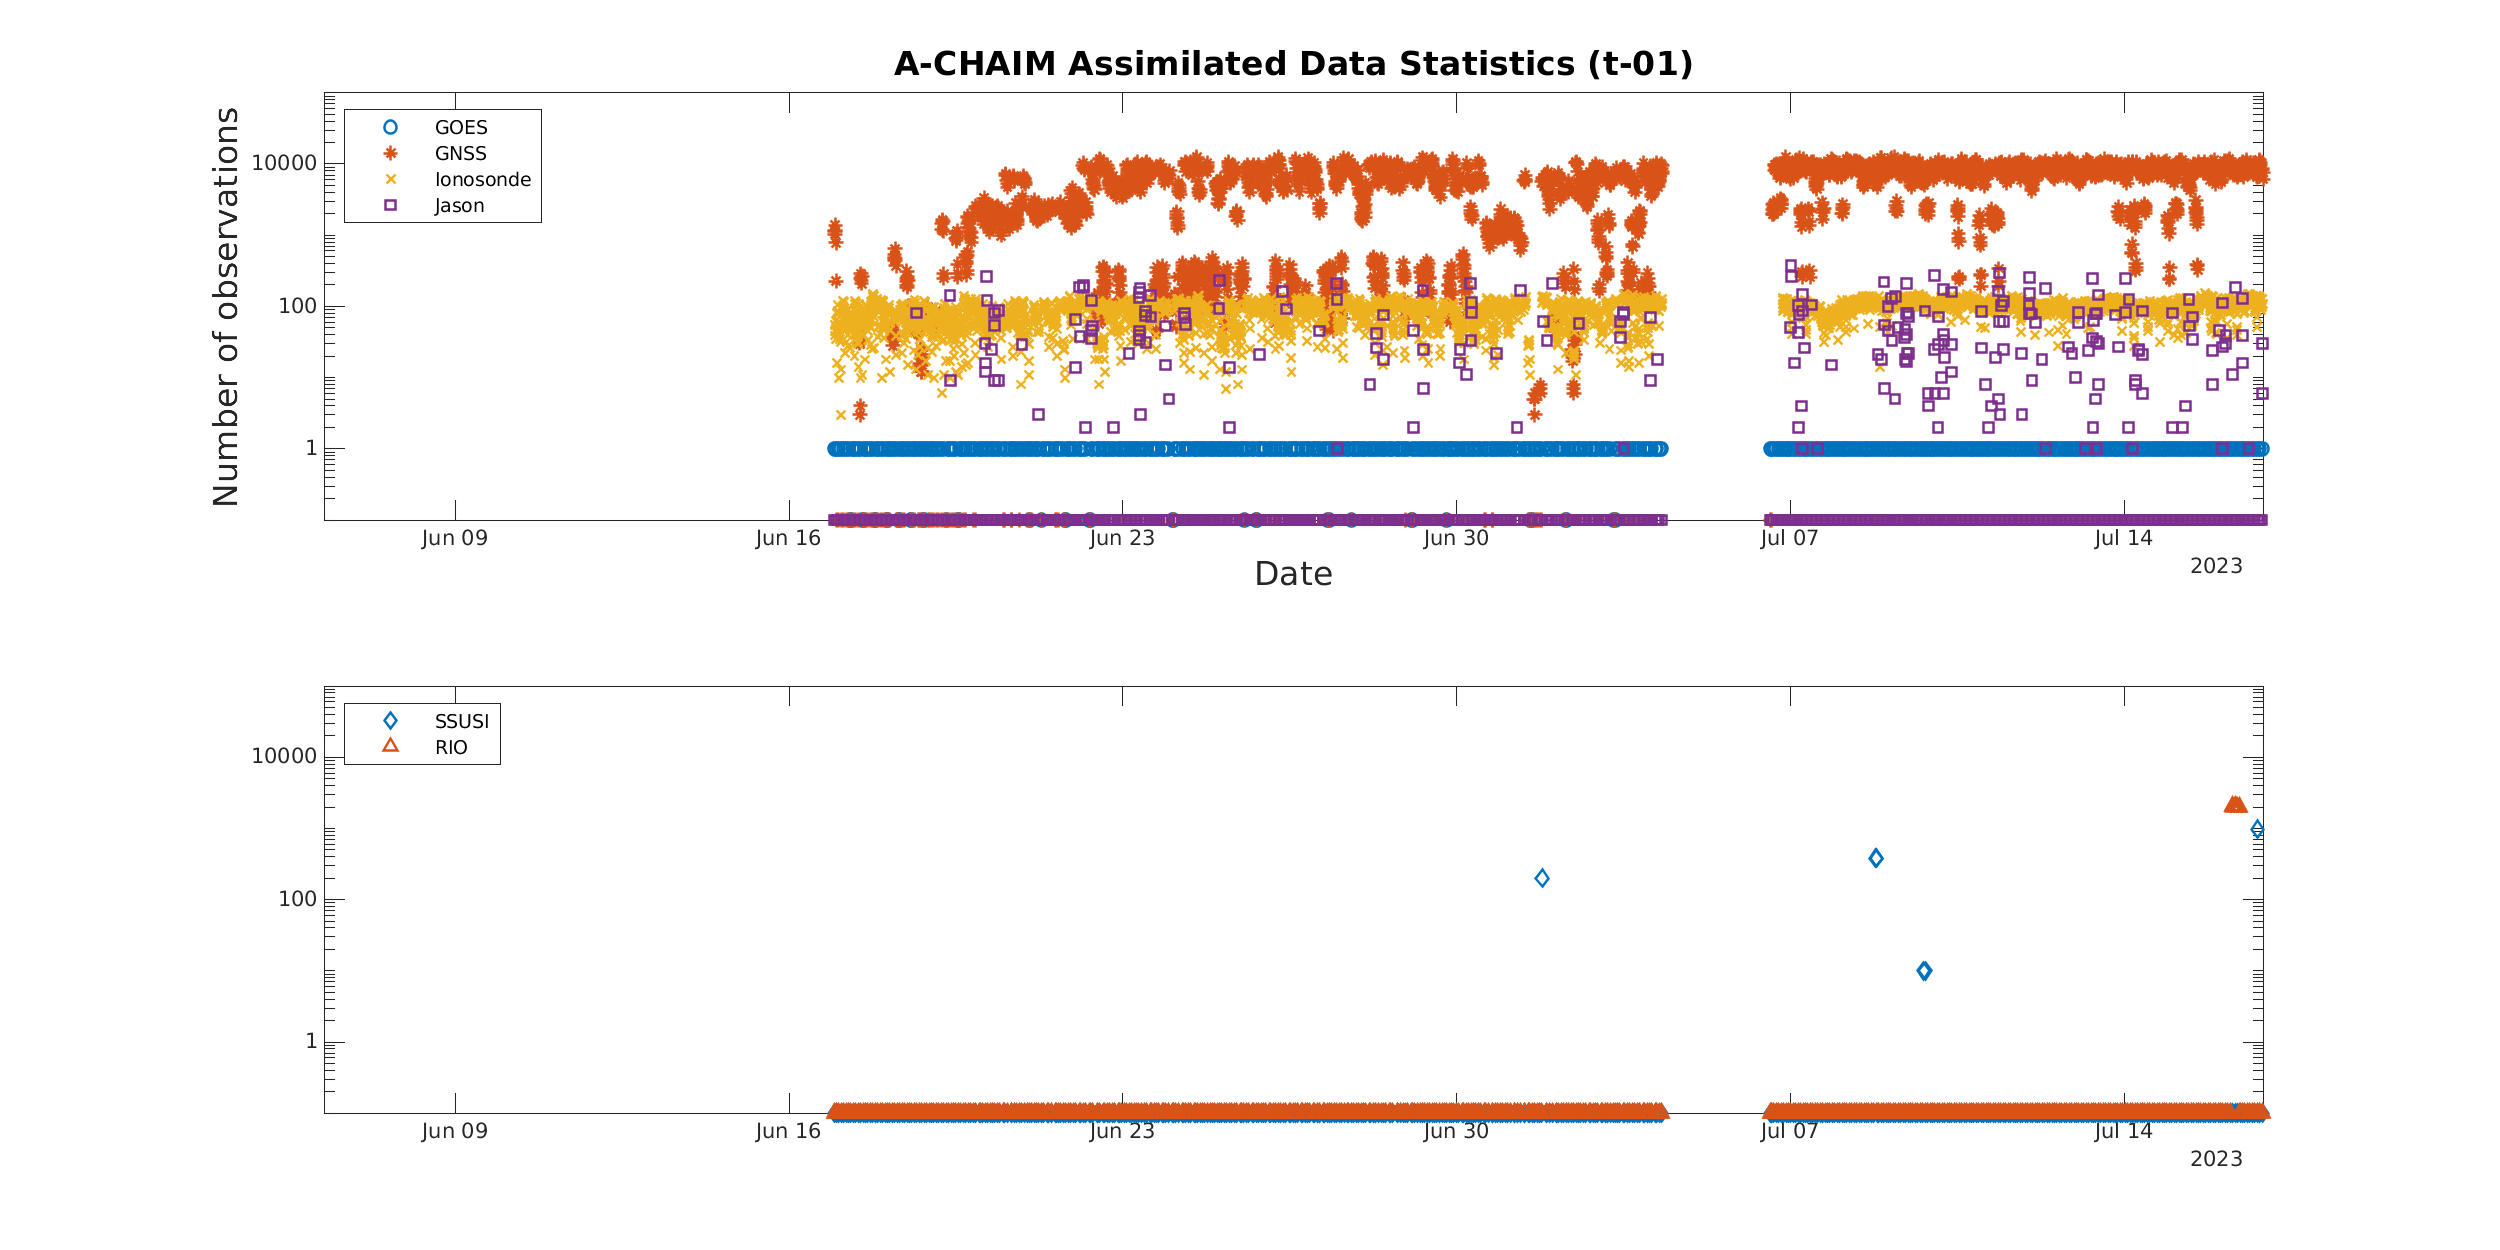 A-CHAIM Assimilated Data Statistics (t-01)
Number of observations
10000
100
1
GOES
GNSS
Ionosonde
Jason
Jun 09
Jun 16
Jun 23
Jun 30
Jul 07
Jul 14
2023
Date
10000
100
1
SSUSI
RIO
Jun 09
Jun 16
Jun 23
Jun 30
Jul 07
Jul 14
2023